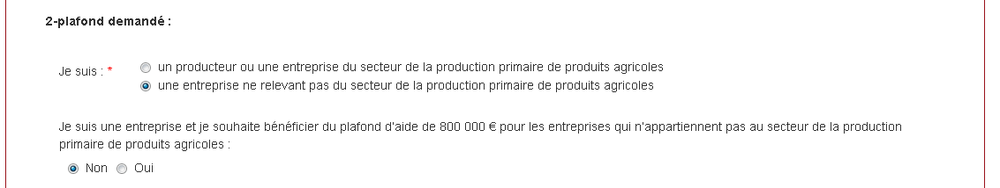 2-plafond demandé :
Je suis : * un producteur ou une entreprise du secteur de la production primaire de produits agricoles
une entreprise ne relevant pas du secteur de la production primaire de produits agricoles
Je suis une entreprise et je souhaite bénéficier du plafond d'aide de 800 000 € pour les entreprises qui n'appartiennent pas au secteur de la production
primaire de produits agricoles :
Non Oui